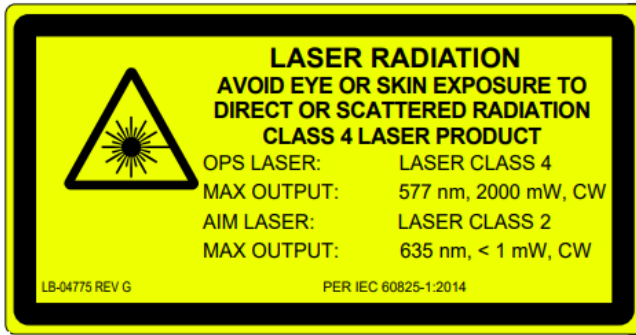 LASER RADIATION
AVOID EYE OR SKIN EXPOSURE TO
DIRECT OR SCATTERED RADIATION
CLASS 4 LASER PRODUCT
OPS LASER: LASER CLASS 4
MAX OUTPUT: 577 nm, 2000 mW, CW
AIM LASER: LASER CLASS 2
MAX OUTPUT: 635 nm, < 1 mW, CW
LB-04775 REV G PER IEC 60825-1:2014